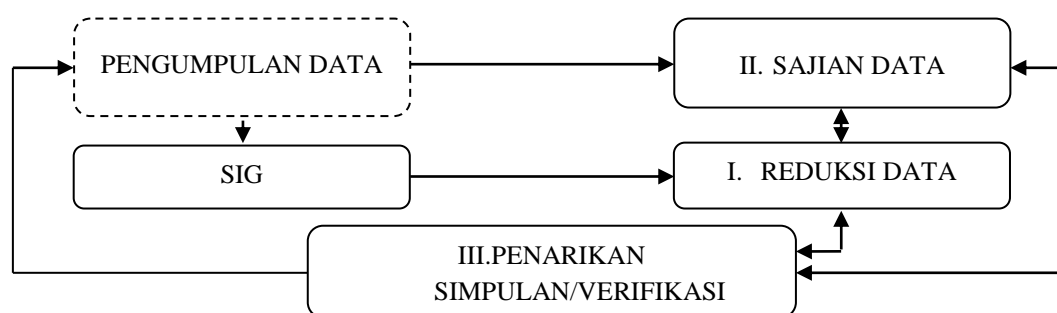 PENGUMPULAN DATA
II. SAJIAN DATA
SIG
I. REDUKSI DATA
III.PENARIKAN
SIMPULAN/VERIFIKASI